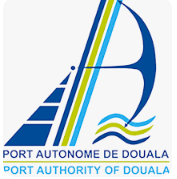 PORT AUTONOME DE DOUALA
PORT AUTHORITY OF DOUALA